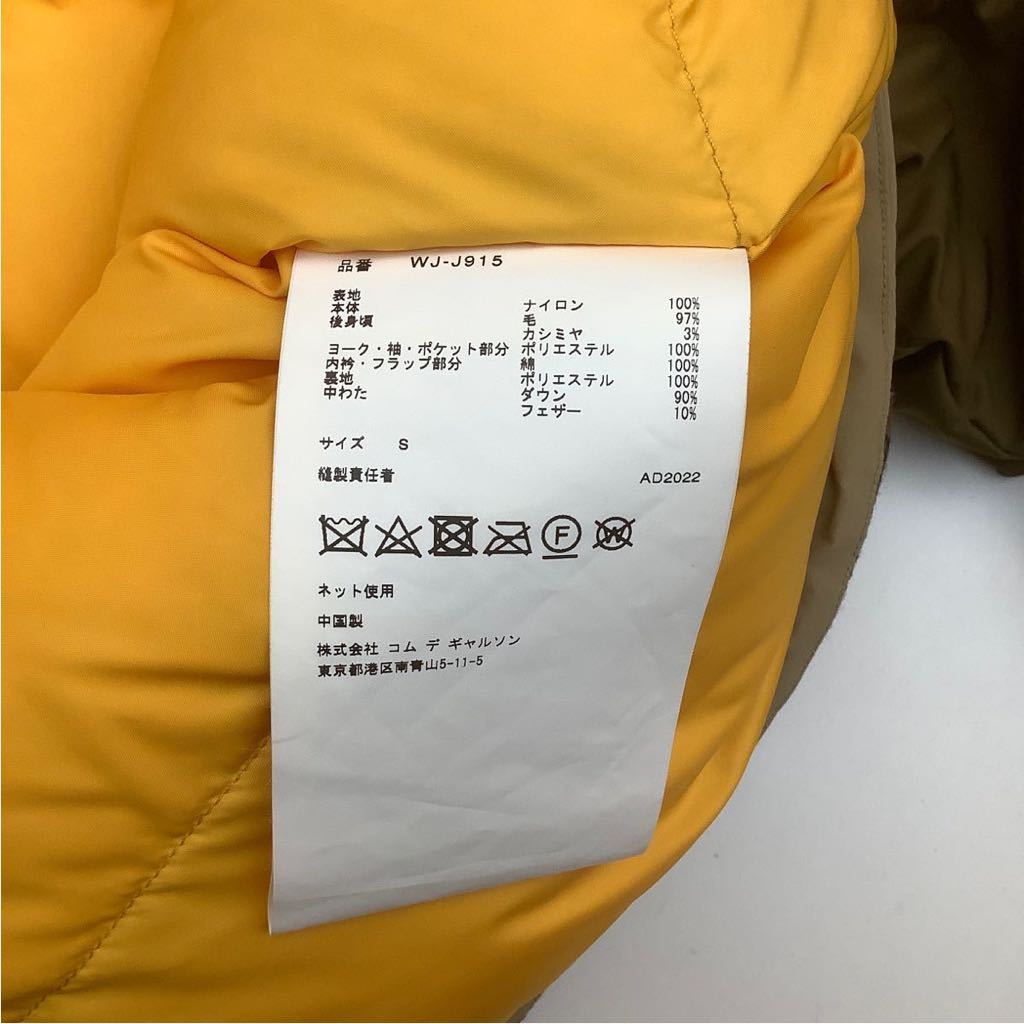 品番 WJ-J915
表地
本体 ナイロン 100%
後身頃 毛 97%
カシミヤ 3%
ヨーク・袖・ポケット部分 ポリエステル 100%
内衿・フラップ部分 綿 100%
裏地 ポリエステル 100%
中わた ダウン 90%
フェザー 10%
サイズ S
縫製責任者 AD2022
F W
ネット使用
中国製
株式会社 コム デ ギャルソン
東京都港区南青山5-11-5